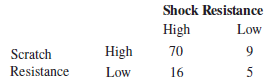 Shock Resistance
High Low
Scratch High 70 9
Resistance Low 16 5